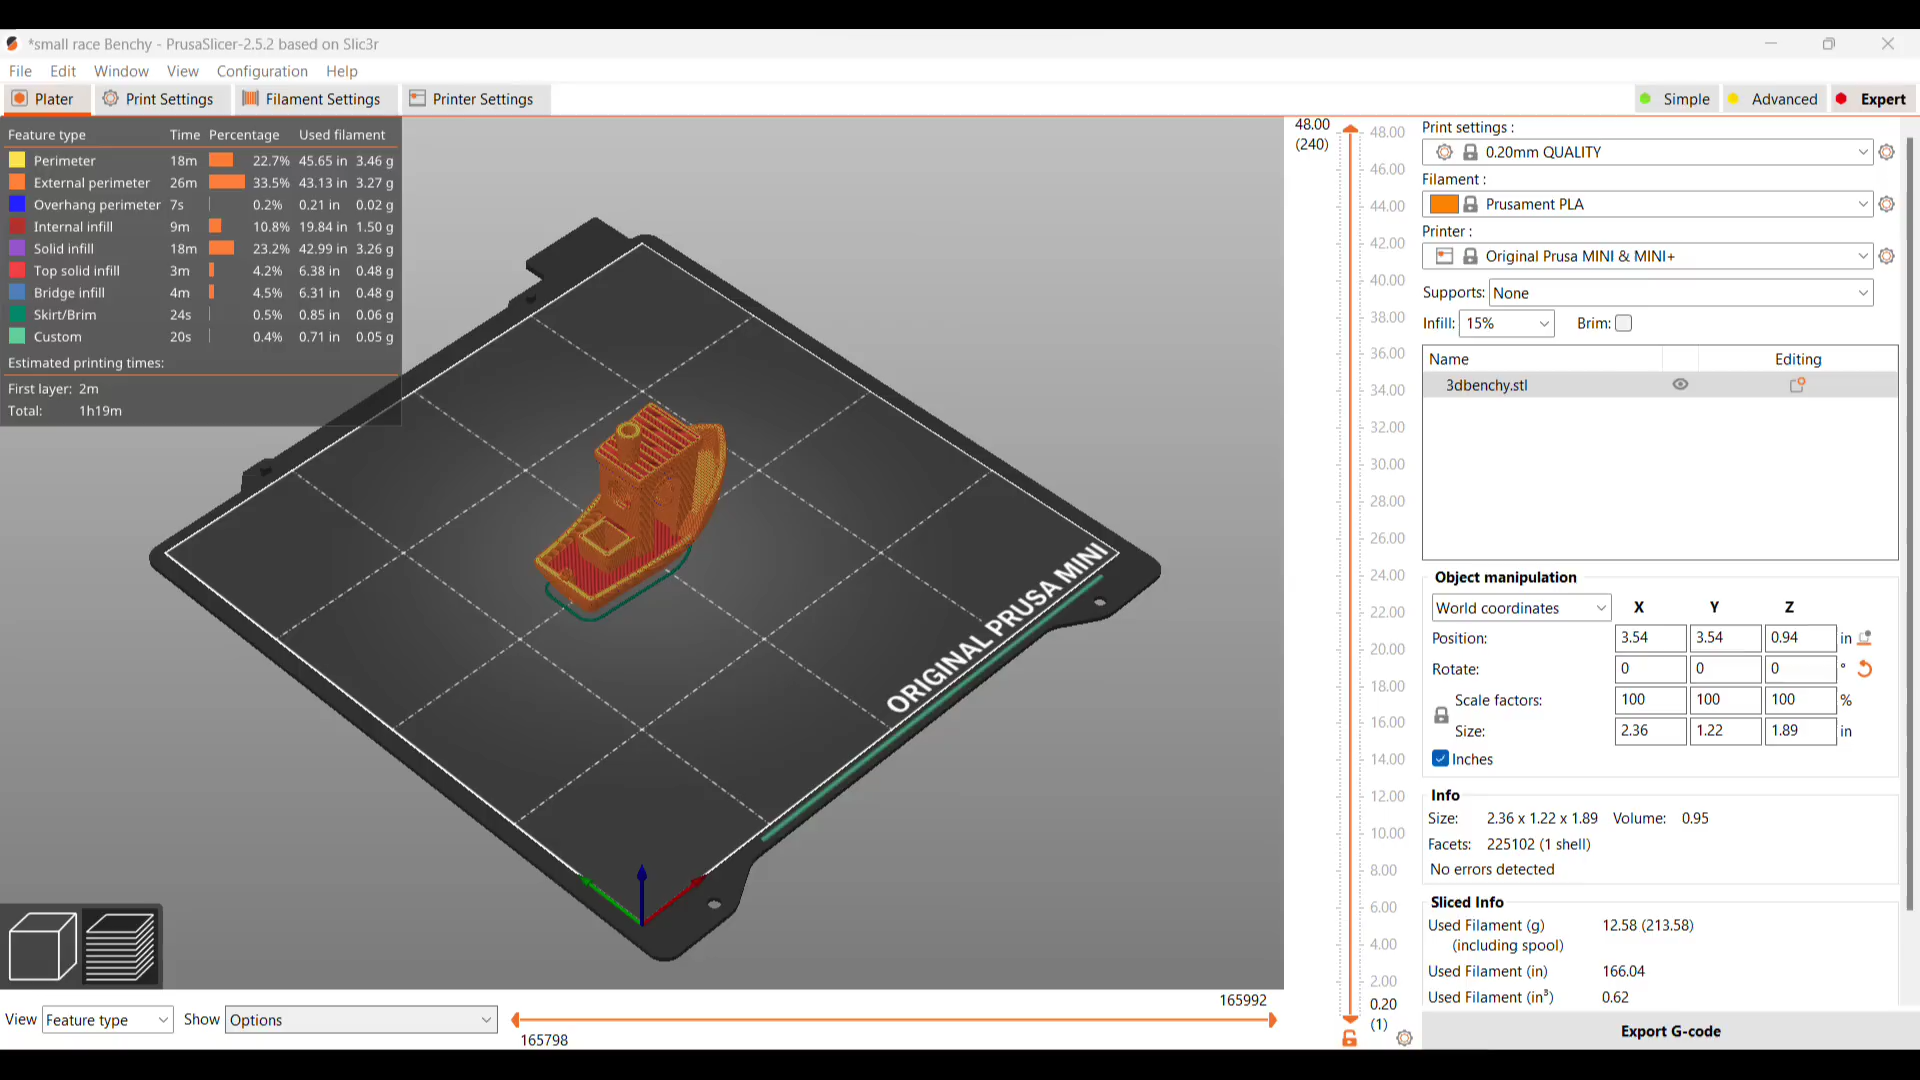 *small race Benchy - PrusaSlicer-2.5.2 based on Slic3r
File Edit Window View Configuration Help
Plater Print Settings Filament Settings Printer Settings Simple Advanced Expert
Feature type Time Percentage Used filament
Perimeter 18m 22.7% 45.65 in 3.46 g
External perimeter 26m 33.5% 43.13 in 3.27 g
Overhang perimeter 7s 0.2% 0.21 in 0.02 g
Internal infill 9m 10.8% 19.84 in 1.50 g
Solid infill 18m 23.2% 42.99 in 3.26 g
Top solid infill 3m 4.2% 6.38 in 0.48 g
Bridge infill 4m 4.5% 6.31 in 0.48 g
Skirt/Brim 24s 0.5% 0.85 in 0.06 g
Custom 20s 0.4% 0.71 in 0.05 g
Estimated printing times:
First layer: 2m
Total: 1h19m
ORIGINAL PRUSA MINI
View Feature type Show Options
165992
165798
48.00
(240)
48.00
46.00
44.00
42.00
40.00
38.00
36.00
34.00
32.00
30.00
28.00
26.00
24.00
22.00
20.00
18.00
16.00
14.00
12.00
10.00
8.00
6.00
4.00
2.00
0.20
(1)
Print settings :
0.20mm QUALITY
Filament :
Prusament PLA
Printer :
Original Prusa MINI & MINI+
Supports: None
Infill: 15% Brim:
Name Editing
3dbenchy.stl
Object manipulation
World coordinates X Y Z
Position: 3.54 3.54 0.94 in
Rotate: 0 0 0 °
Scale factors: 100 100 100 %
Size: 2.36 1.22 1.89 in
Inches
Info
Size: 2.36 x 1.22 x 1.89 Volume: 0.95
Facets: 225102 (1 shell)
No errors detected
Sliced Info
Used Filament (g) 12.58 (213.58)
(including spool)
Used Filament (in) 166.04
Used Filament (in³) 0.62
Export G-code